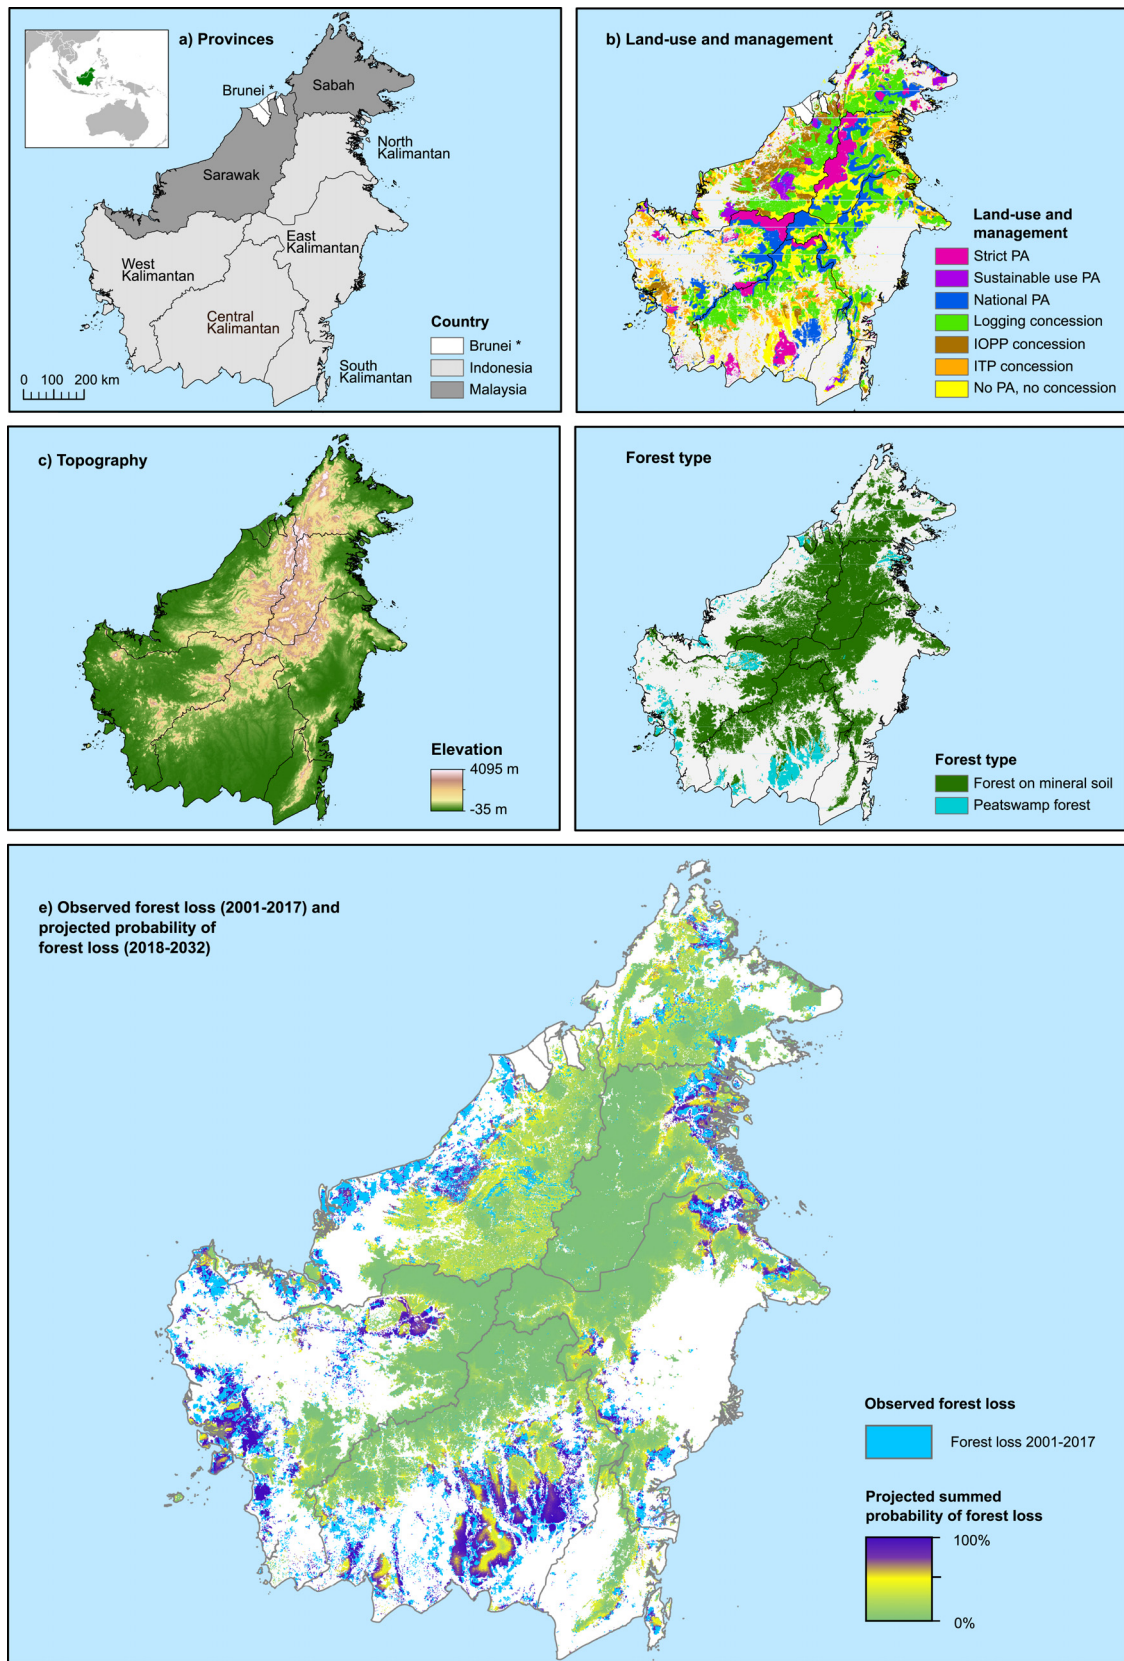 a) Provinces
Sabah
Brunei *
North
Kalimantan
Sarawak
East
Kalimantan
West
Kalimantan
Central
Kalimantan
South
Kalimantan
Country
Brunei *
Indonesia
Malaysia
0 100 200 km
b) Land-use and management
Land-use and
management
Strict PA
Sustainable use PA
National PA
Logging concession
IOPP concession
ITP concession
No PA, no concession
c) Topography
Elevation
4095 m
-35 m
Forest type
Forest type
Forest on mineral soil
Peatswamp forest
e) Observed forest loss (2001-2017) and
projected probability of
forest loss (2018-2032)
Observed forest loss
Forest loss 2001-2017
Projected summed
probability of forest loss
100%
0%